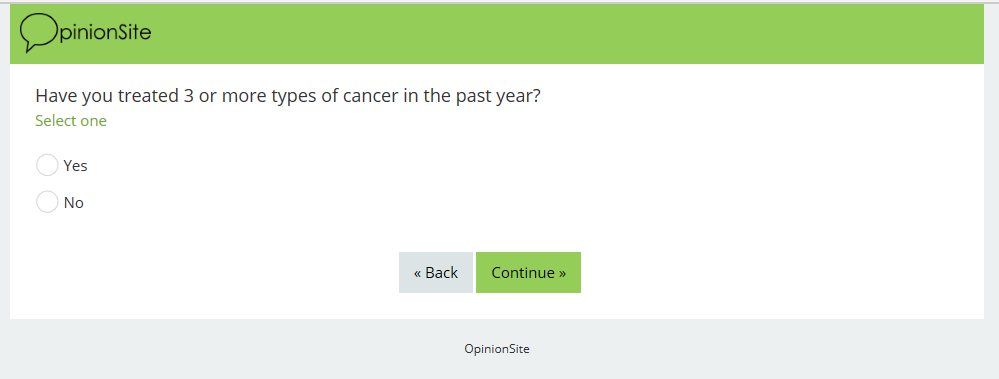 OpinionSite
Have you treated 3 or more types of cancer in the past year?
Select one
Yes
No
« Back Continue »
OpinionSite